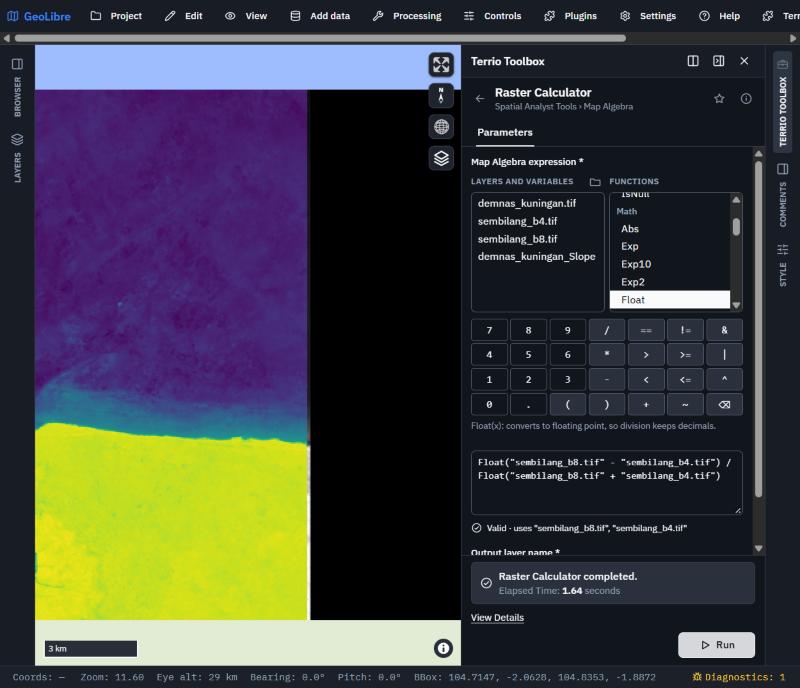 GeoLibre Project Edit View Add data Processing Controls Plugins Settings Help Terr
BROWSER
LAYERS
N
3 km
Terrio Toolbox
Raster Calculator
Spatial Analyst Tools › Map Algebra
Parameters
Map Algebra expression *
LAYERS AND VARIABLES
FUNCTIONS
demnas_kuningan.tif
sembilang_b4.tif
sembilang_b8.tif
demnas_kuningan_Slope
IsNull
Math
Abs
Exp
Exp10
Exp2
Float
7 8 9 / == != &
4 5 6 * > >= |
1 2 3 - < <= ^
0 . ( ) + ~ ⌫
Float(x): converts to floating point, so division keeps decimals.
Float("sembilang_b8.tif" - "sembilang_b4.tif") /
Float("sembilang_b8.tif" + "sembilang_b4.tif")
Valid · uses "sembilang_b8.tif", "sembilang_b4.tif"
Output layer name *
Raster Calculator completed.
Elapsed Time: 1.64 seconds
View Details
Run
TERRIO TOOLBOX
COMMENTS
STYLE
Coords: — Zoom: 11.60 Eye alt: 29 km Bearing: 0.0° Pitch: 0.0° BBox: 104.7147, -2.0628, 104.8353, -1.8872 Diagnostics: 1